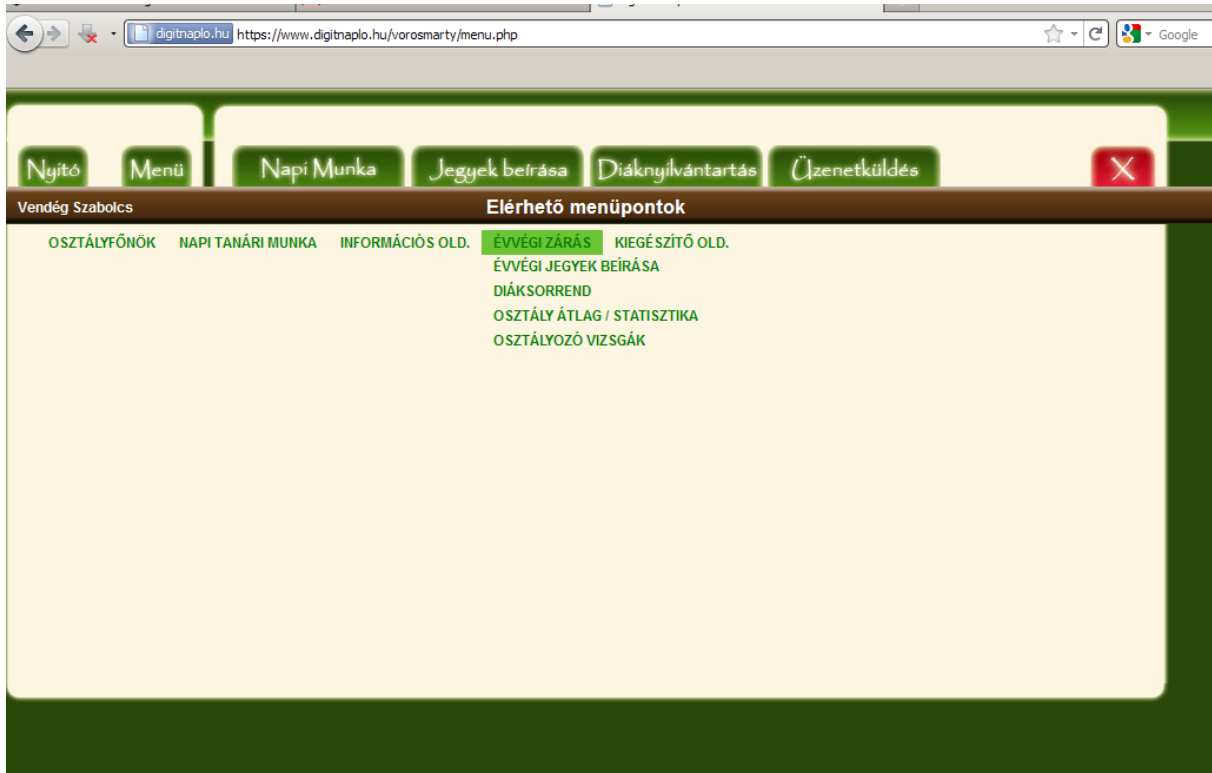 digitnaplo.hu https://www.digitnaplo.hu/vorosmarty/menu.php Google
Nyitó Menü Napi Munka Jegyek beírása Diáknyilvántartás Üzenetküldés X
Vendég Szabolcs Elérhető menüpontok
OSZTÁLYFŐNÖK NAPI TANÁRI MUNKA INFORMÁCIÓS OLD. ÉVVÉGI ZÁRÁS KIEGÉSZÍTŐ OLD.
ÉVVÉGI JEGYEK BEÍRÁSA
DIÁKSORREND
OSZTÁLY ÁTLAG / STATISZTIKA
OSZTÁLYOZÓ VIZSGÁK